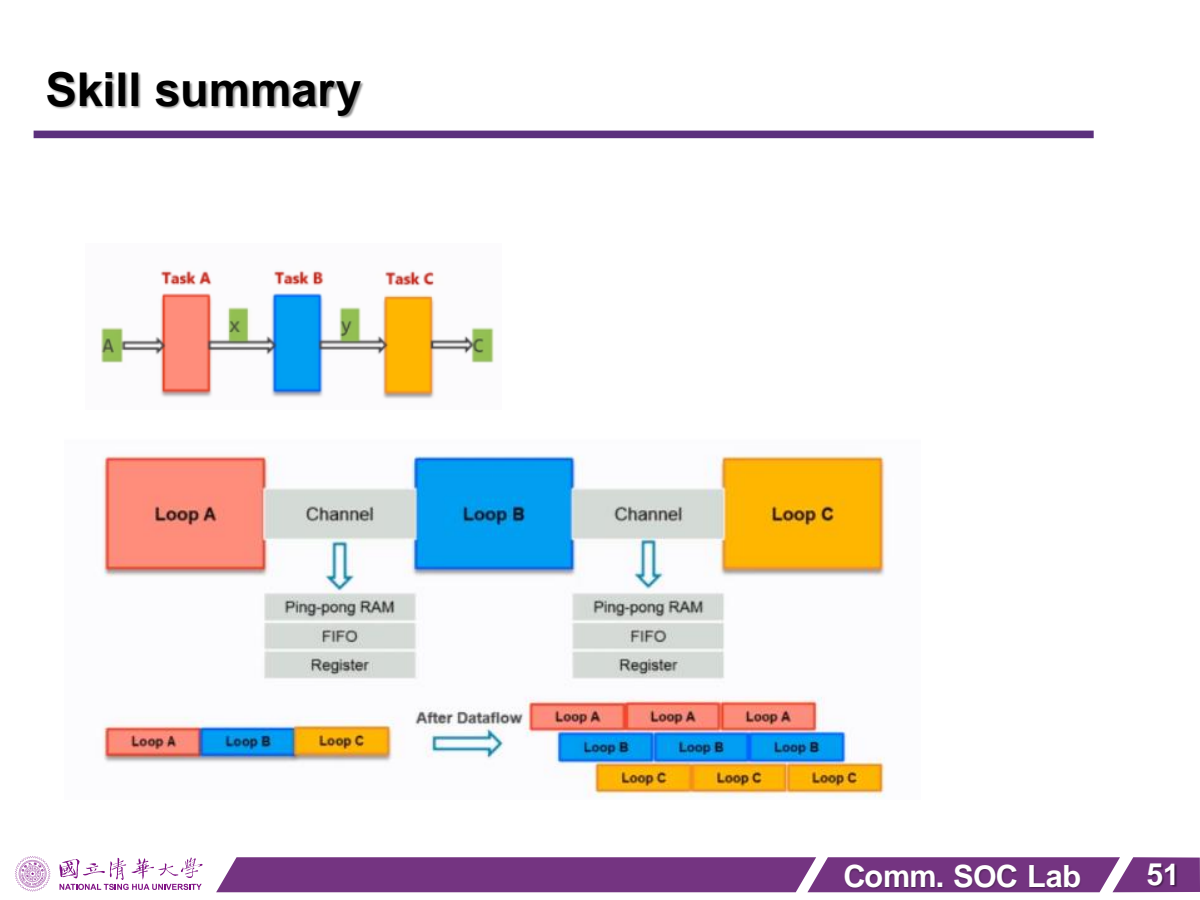 Skill summary
Task A Task B Task C
x y
A C
Loop A Channel Loop B Channel Loop C
Ping-pong RAM Ping-pong RAM
FIFO FIFO
Register Register
After Dataflow
Loop A Loop B Loop C
Loop A Loop A Loop A
Loop B Loop B Loop B
Loop C Loop C Loop C
國立清華大學
NATIONAL TSING HUA UNIVERSITY
Comm. SOC Lab 51